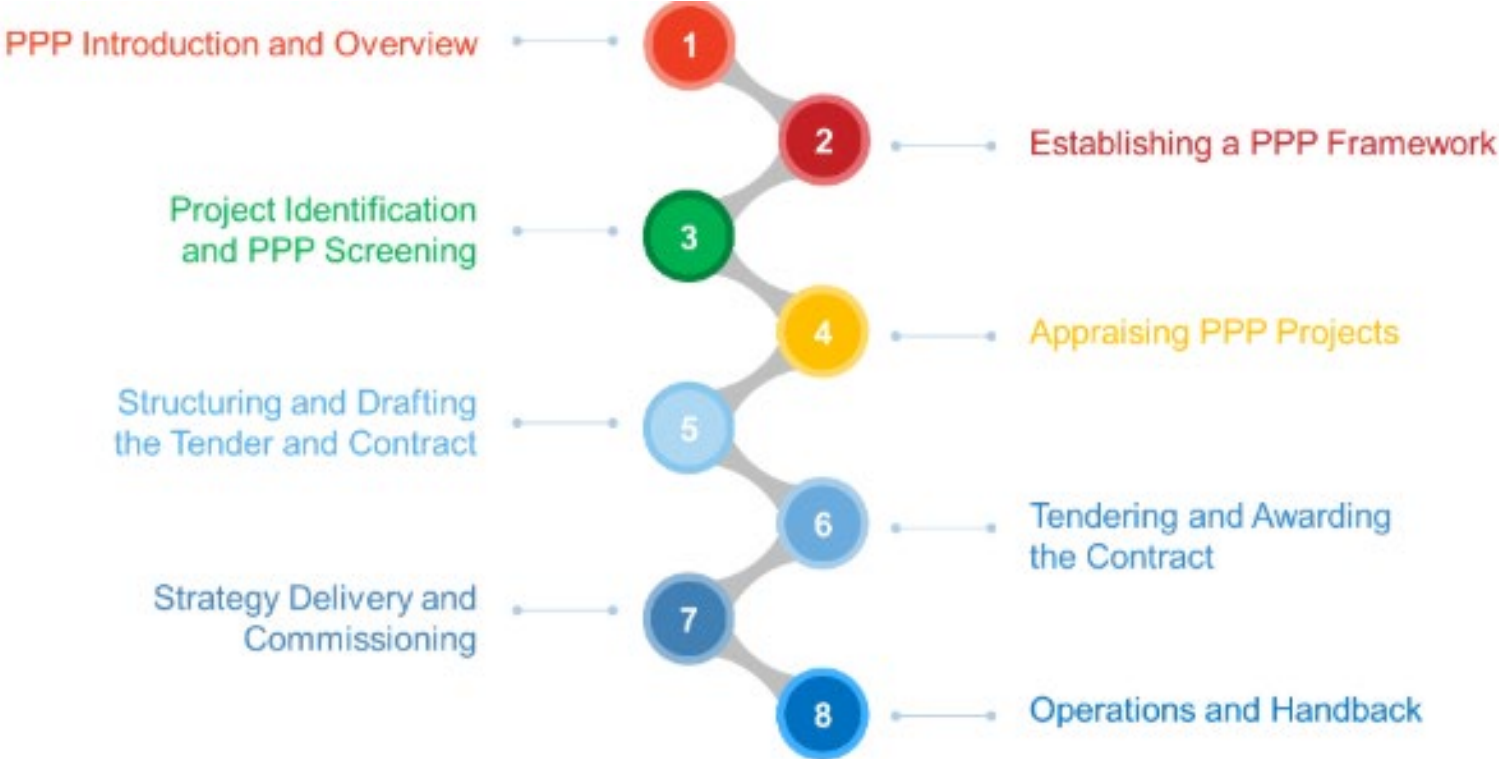 PPP Introduction and Overview
1
2
Establishing a PPP Framework
Project Identification
and PPP Screening
3
4
Appraising PPP Projects
Structuring and Drafting
the Tender and Contract
5
6
Tendering and Awarding
the Contract
Strategy Delivery and
Commissioning
7
8
Operations and Handback